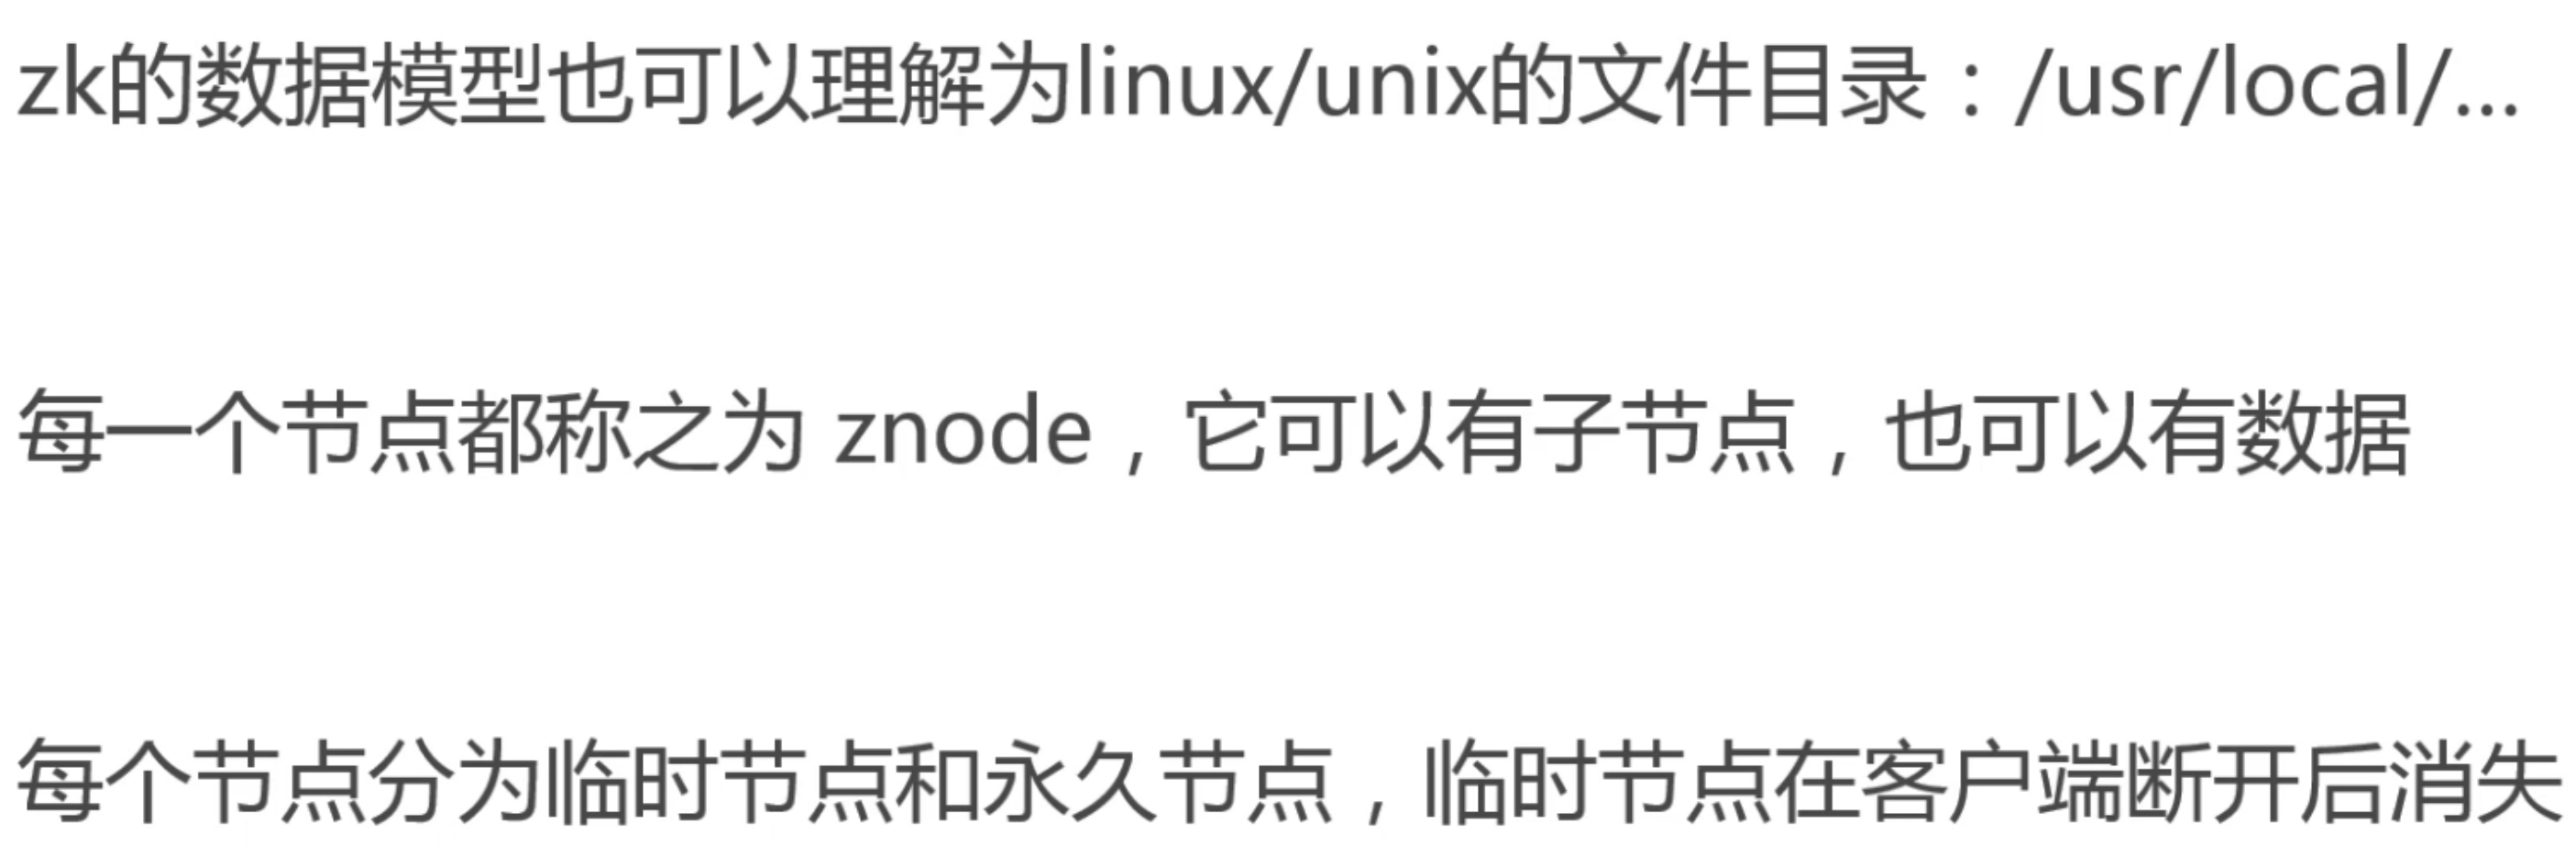 zk的数据模型也可以理解为linux/unix的文件目录：/usr/local/...
每一个节点都称之为 znode，它可以有子节点，也可以有数据
每个节点分为临时节点和永久节点，临时节点在客户端断开后消失